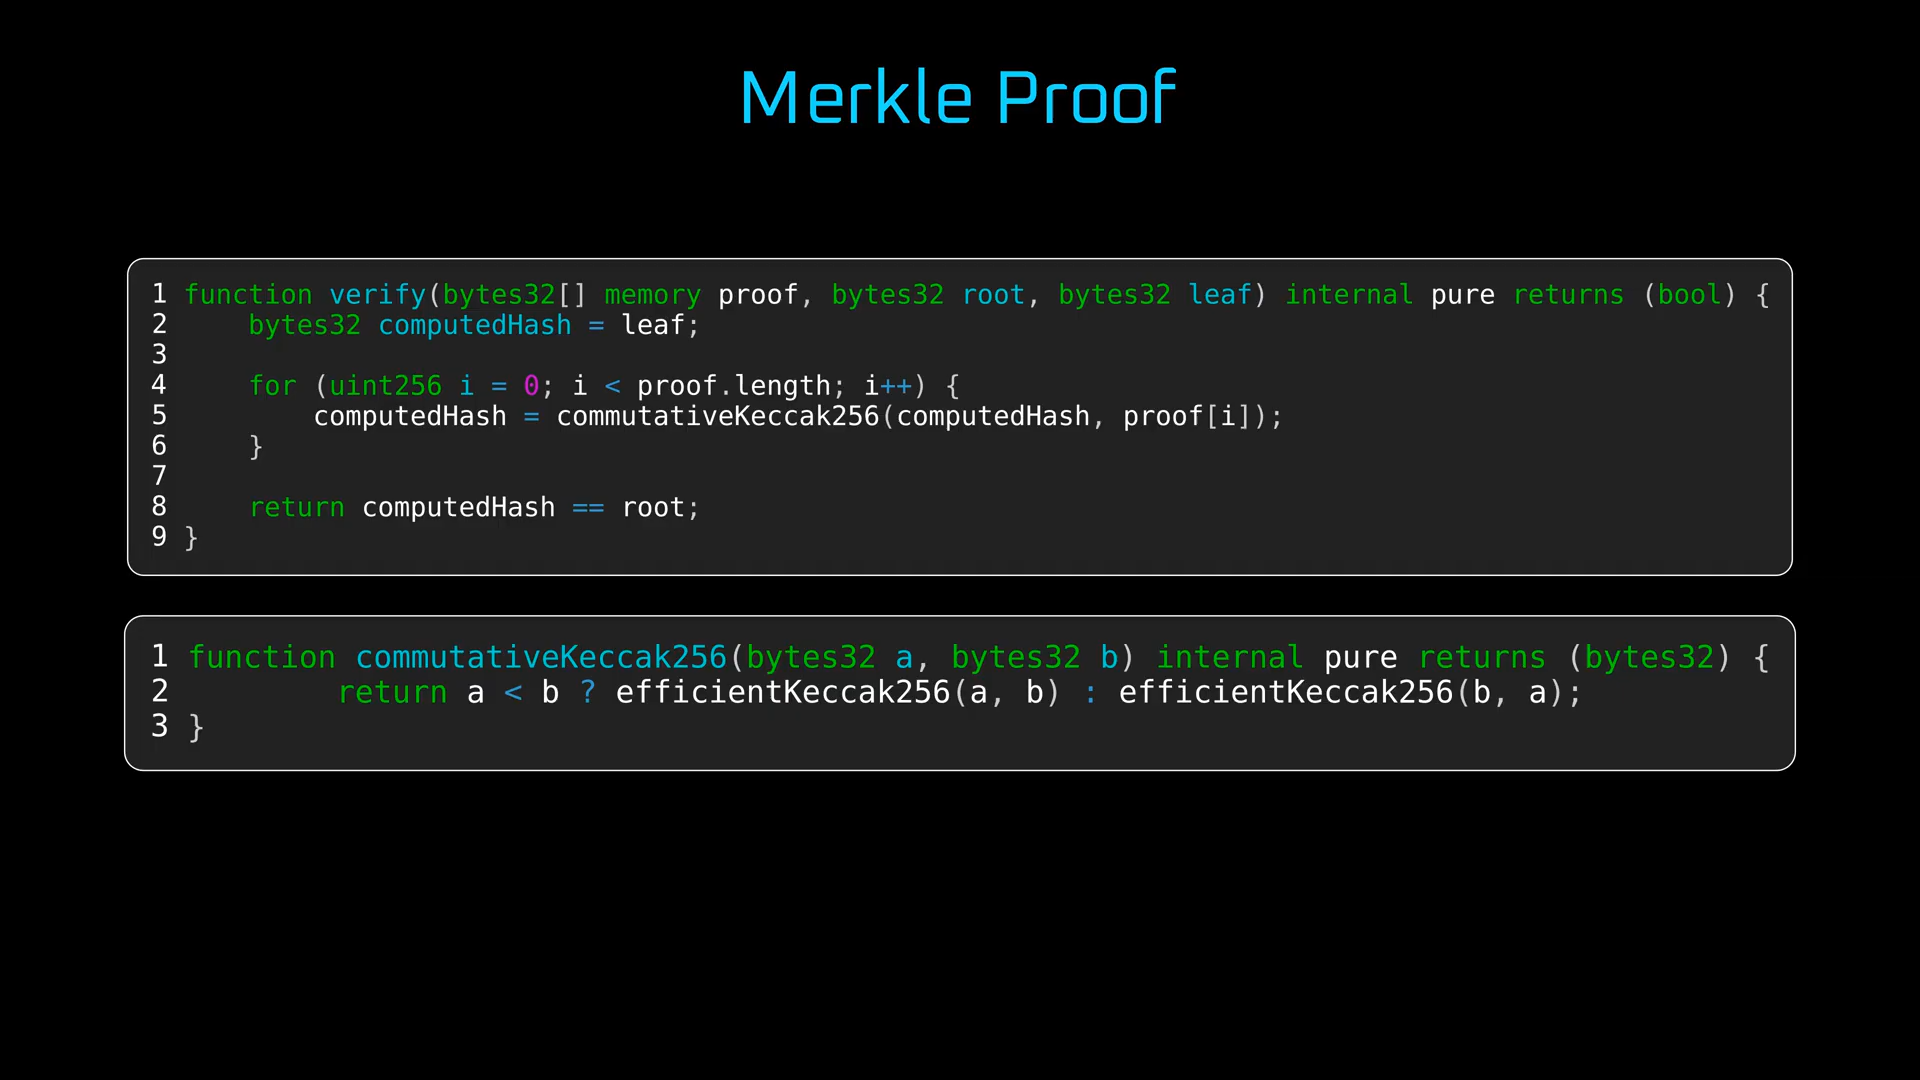 Merkle Proof
1 function verify(bytes32[] memory proof, bytes32 root, bytes32 leaf) internal pure returns (bool) {
2     bytes32 computedHash = leaf;
3
4     for (uint256 i = 0; i < proof.length; i++) {
5         computedHash = commutativeKeccak256(computedHash, proof[i]);
6     }
7
8     return computedHash == root;
9 }
1 function commutativeKeccak256(bytes32 a, bytes32 b) internal pure returns (bytes32) {
2         return a < b ? efficientKeccak256(a, b) : efficientKeccak256(b, a);
3 }